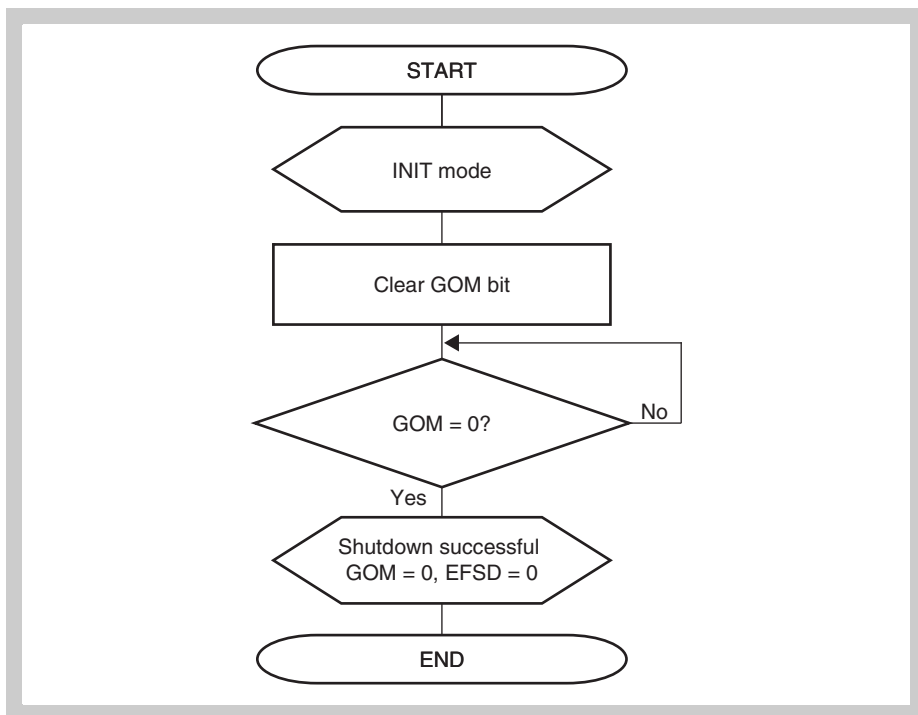 START
INIT mode
Clear GOM bit
GOM = 0?
No
Yes
Shutdown successful
GOM = 0, EFSD = 0
END